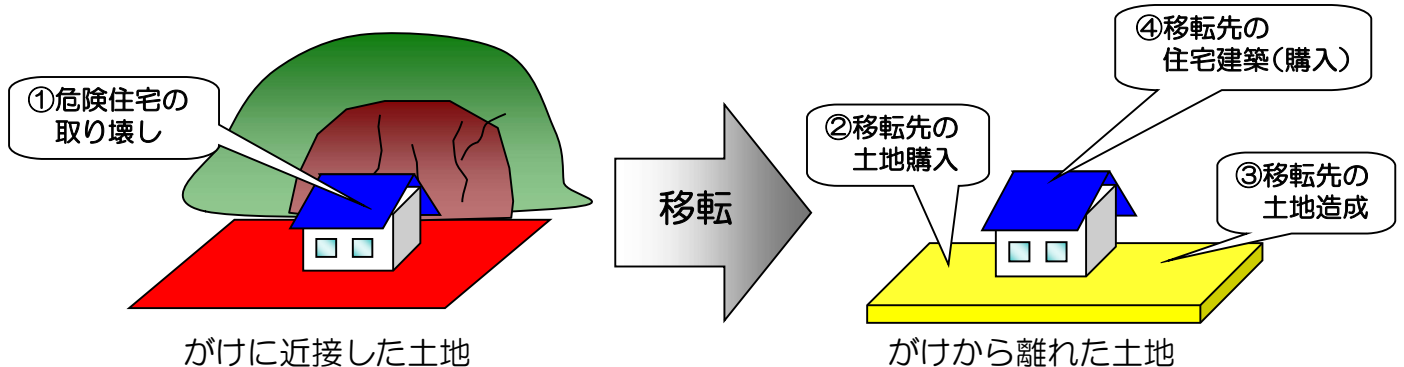 ①危険住宅の
取り壊し
移転
②移転先の
土地購入
④移転先の
住宅建築（購入）
③移転先の
土地造成
がけに近接した土地
がけから離れた土地